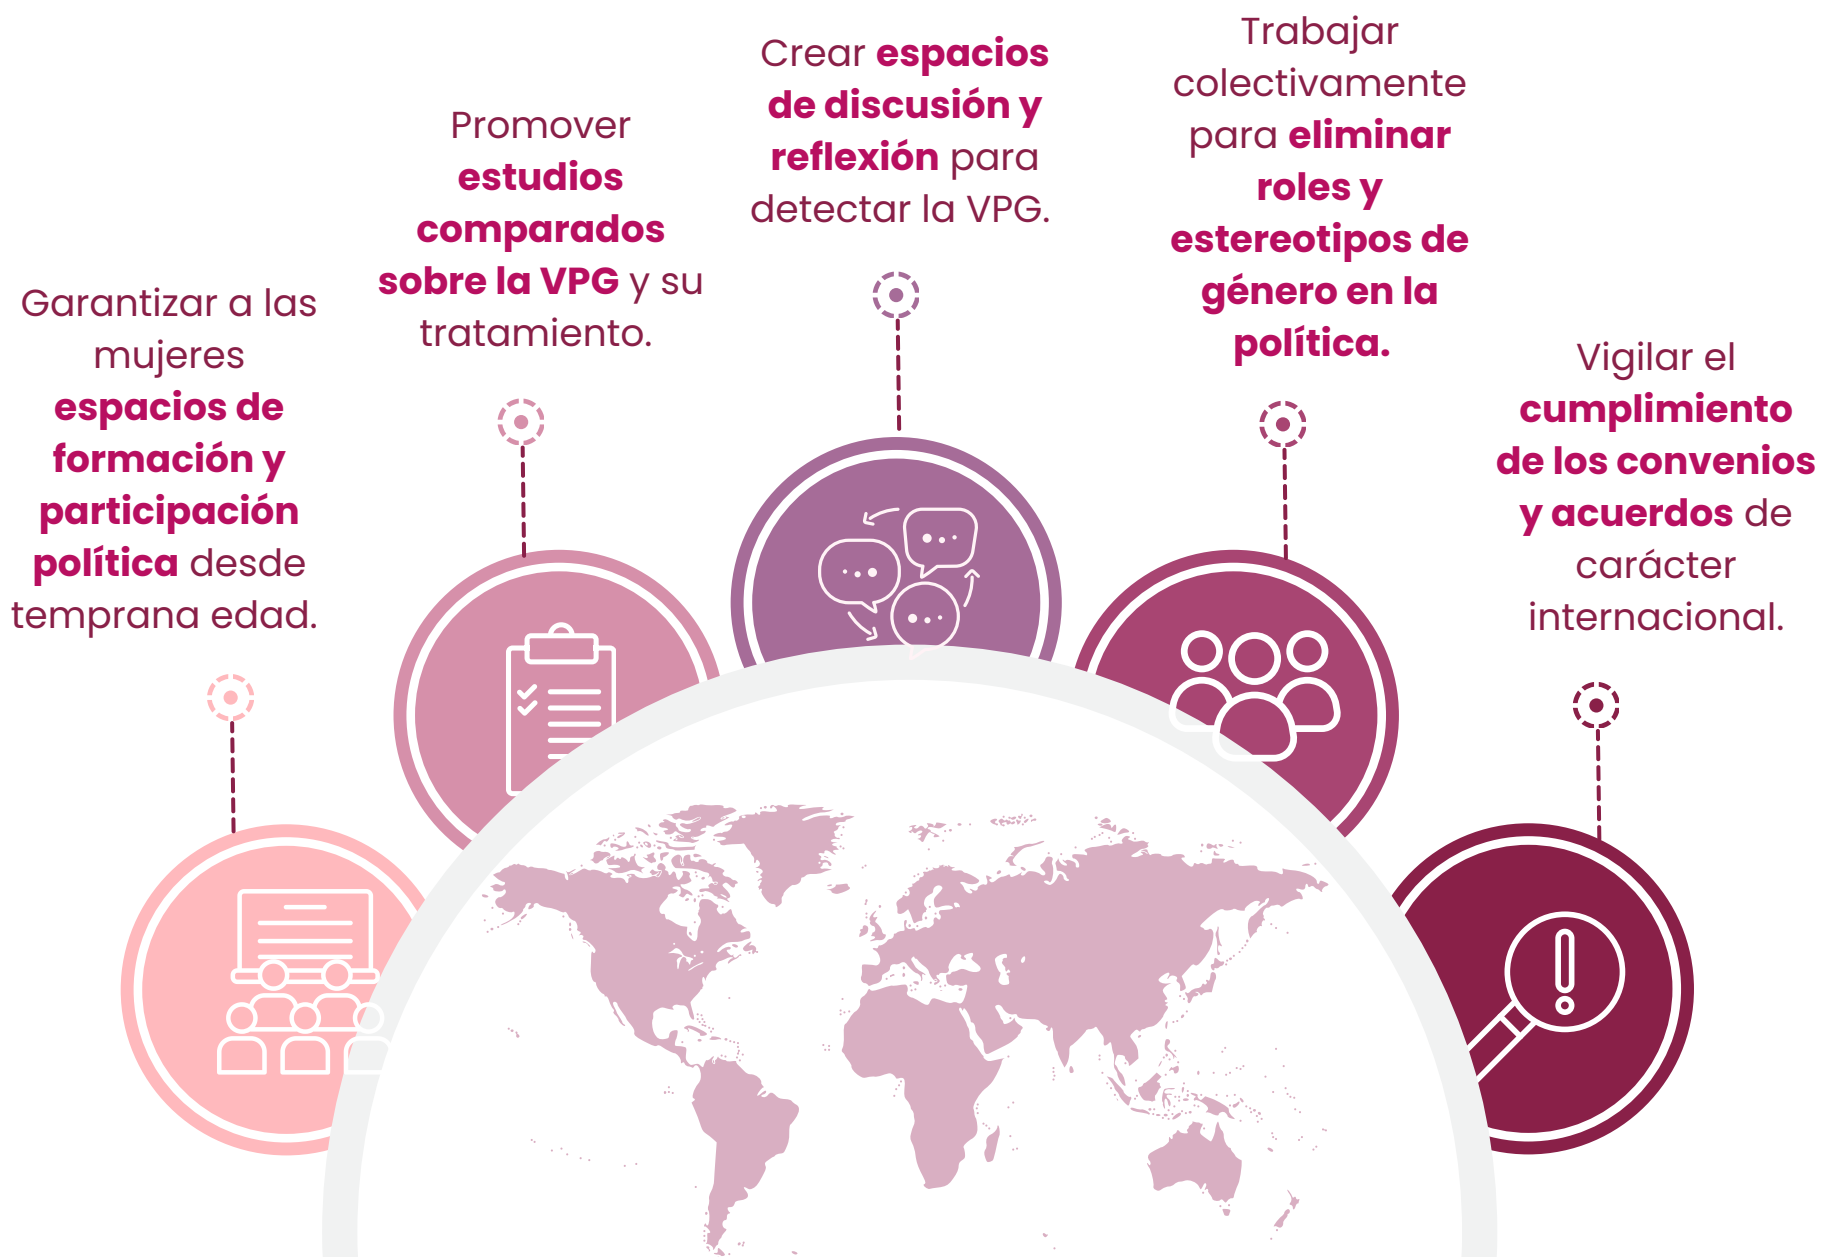 Garantizar a las
mujeres
espacios de
formación y
participación
política desde
temprana edad.
Promover
estudios
comparados
sobre la VPG y su
tratamiento.
Crear espacios
de discusión y
reflexión para
detectar la VPG.
Trabajar
colectivamente
para eliminar
roles y
estereotipos de
género en la
política.
Vigilar el
cumplimiento
de los convenios
y acuerdos de
carácter
internacional.